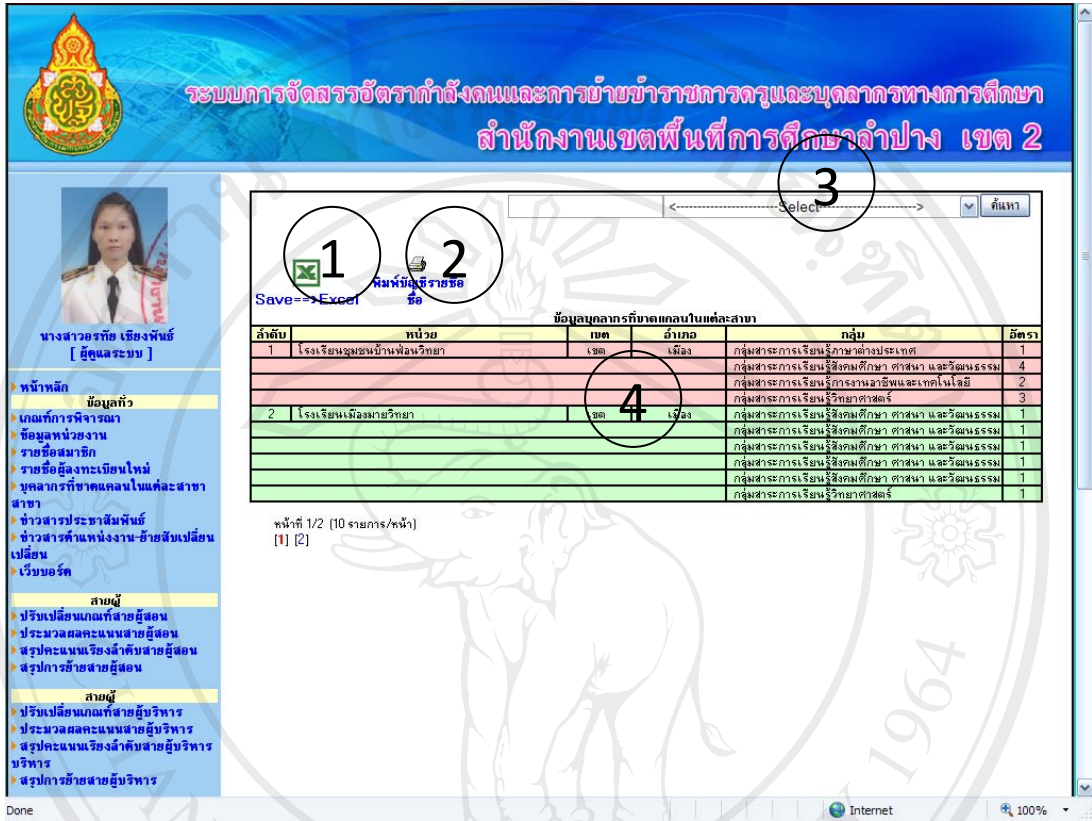 ระบบการจัดสรรอัตรากำลังคนและการย้ายข้าราชการครูและบุคลากรทางการศึกษา
สำนักงานเขตพื้นที่การศึกษาลำปาง เขต 2
<---Select---> ค้นหา
1 2 3
Save==>Excel
พิมพ์บัญชีรายชื่อ
ชื่อ
ข้อมูลบุคลากรที่ขาดแคลนในแต่ละสาขา
ลำดับ หน่วย เขต อำเภอ กลุ่ม อัตรา
1 โรงเรียนชุมชนบ้านฟ่อนวิทยา เขต เมือง กลุ่มสาระการเรียนรู้ภาษาต่างประเทศ 1
กลุ่มสาระการเรียนรู้สังคมศึกษา ศาสนา และวัฒนธรรม 4
กลุ่มสาระการเรียนรู้การงานอาชีพและเทคโนโลยี 2
กลุ่มสาระการเรียนรู้วิทยาศาสตร์ 3
4
2 โรงเรียนเมืองมายวิทยา เขต เมือง กลุ่มสาระการเรียนรู้สังคมศึกษา ศาสนา และวัฒนธรรม 1
กลุ่มสาระการเรียนรู้สังคมศึกษา ศาสนา และวัฒนธรรม 1
กลุ่มสาระการเรียนรู้สังคมศึกษา ศาสนา และวัฒนธรรม 1
กลุ่มสาระการเรียนรู้สังคมศึกษา ศาสนา และวัฒนธรรม 1
กลุ่มสาระการเรียนรู้สังคมศึกษา ศาสนา และวัฒนธรรม 1
กลุ่มสาระการเรียนรู้วิทยาศาสตร์ 1
หน้าที่ 1/2 (10 รายการ/หน้า)
[1] [2]
นางสาวอรทัย เชียงพันธ์
[ ผู้ดูแลระบบ ]
หน้าหลัก
ข้อมูลทั่ว
เกณฑ์การพิจารณา
ข้อมูลหน่วยงาน
รายชื่อสมาชิก
รายชื่อผู้ลงทะเบียนใหม่
บุคลากรที่ขาดแคลนในแต่ละสาขา
สาขา
ข่าวสารประชาสัมพันธ์
ข่าวสารตำแหน่งงาน-ย้ายสับเปลี่ยน
เปลี่ยน
เว็บบอร์ด
สายผู้
ปรับเปลี่ยนเกณฑ์สายผู้สอน
ประมวลผลคะแนนสายผู้สอน
สรุปคะแนนเรียงลำดับสายผู้สอน
สรุปการย้ายสายผู้สอน
สายผู้
ปรับเปลี่ยนเกณฑ์สายผู้บริหาร
ประมวลผลคะแนนสายผู้บริหาร
สรุปคะแนนเรียงลำดับสายผู้บริหาร
บริหาร
สรุปการย้ายสายผู้บริหาร
1964
Done Internet 100%